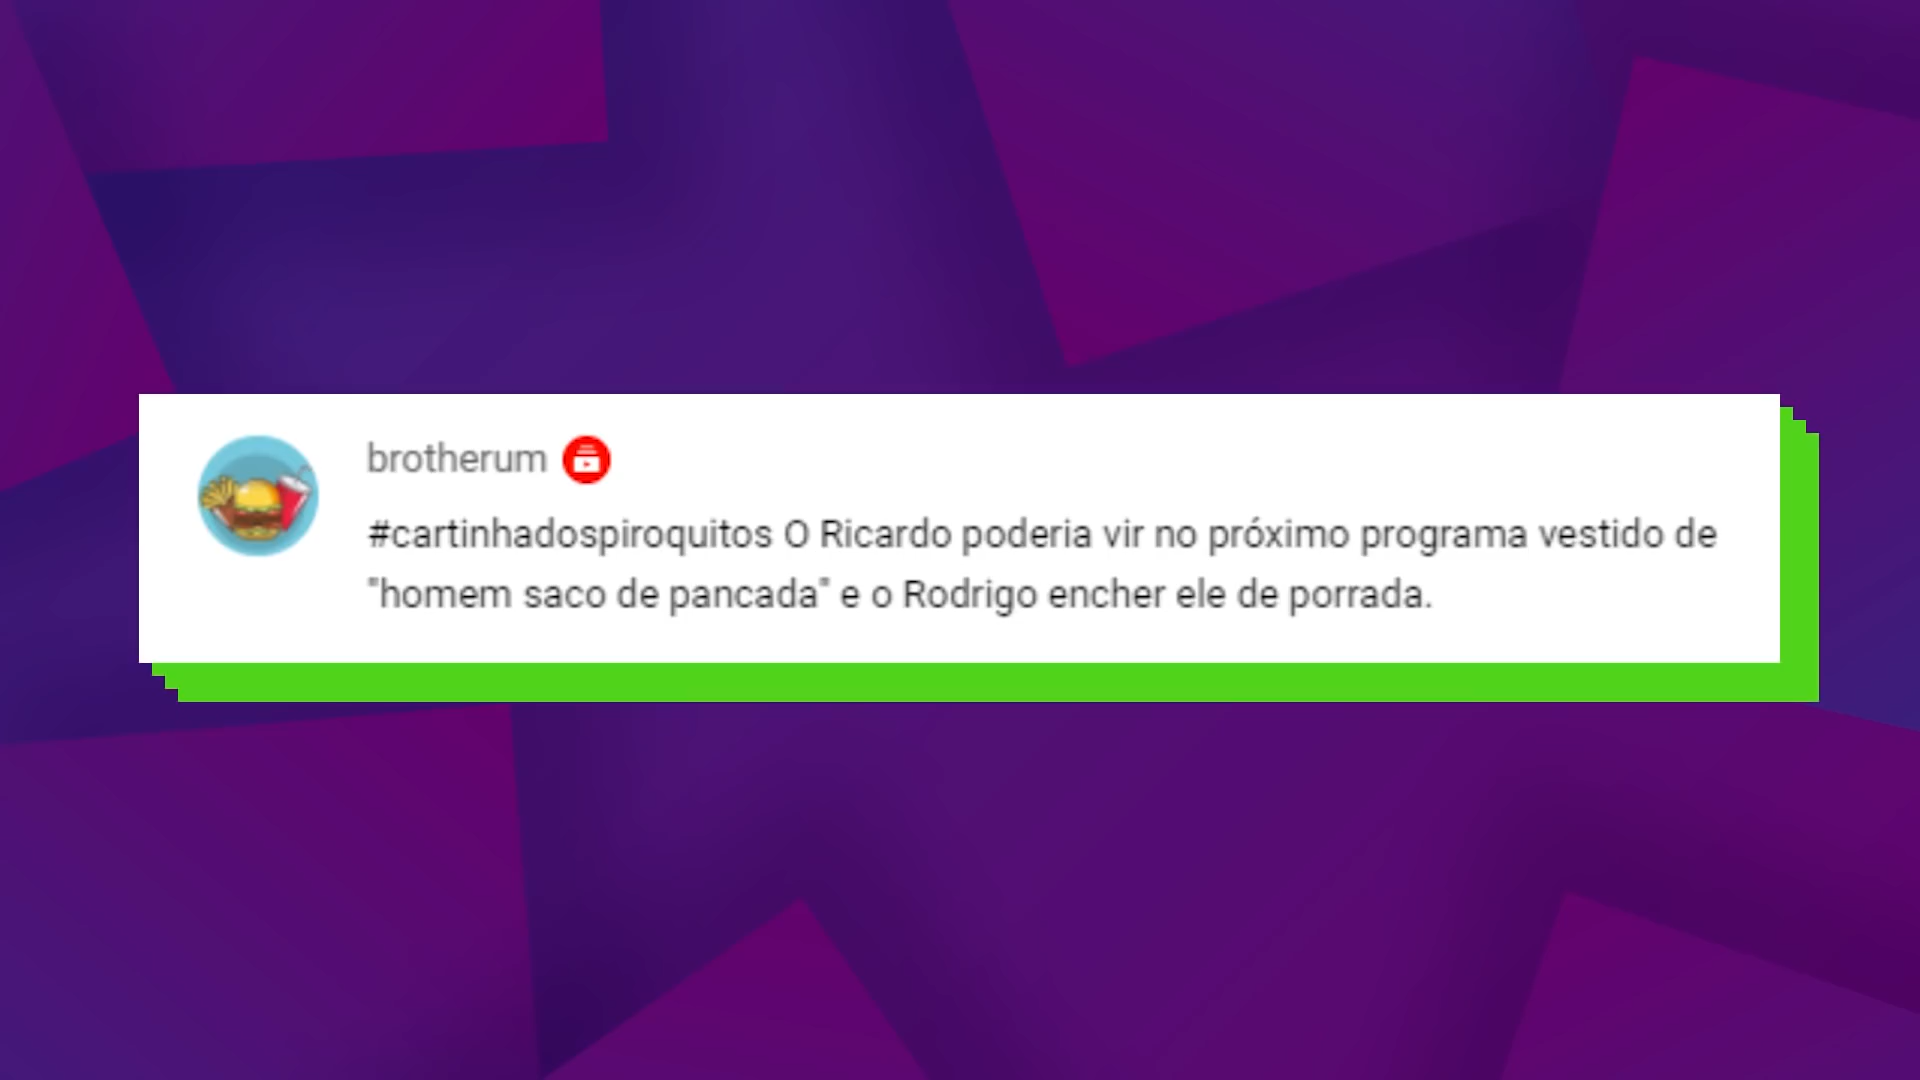 brotherum
#cartinhadospiroquitos O Ricardo poderia vir no próximo programa vestido de
"homem saco de pancada" e o Rodrigo encher ele de porrada.